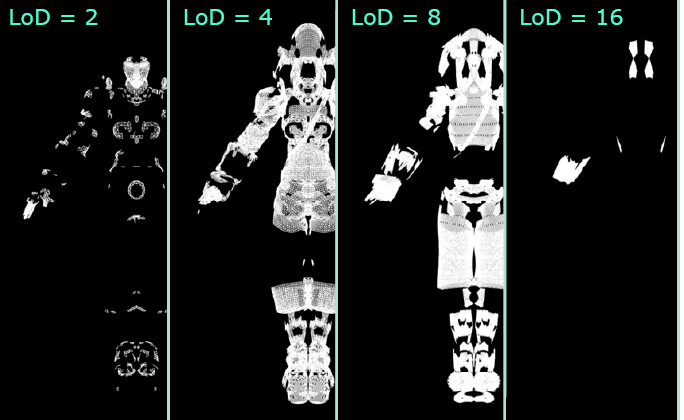 LoD = 2
LoD = 4
LoD = 8
LoD = 16